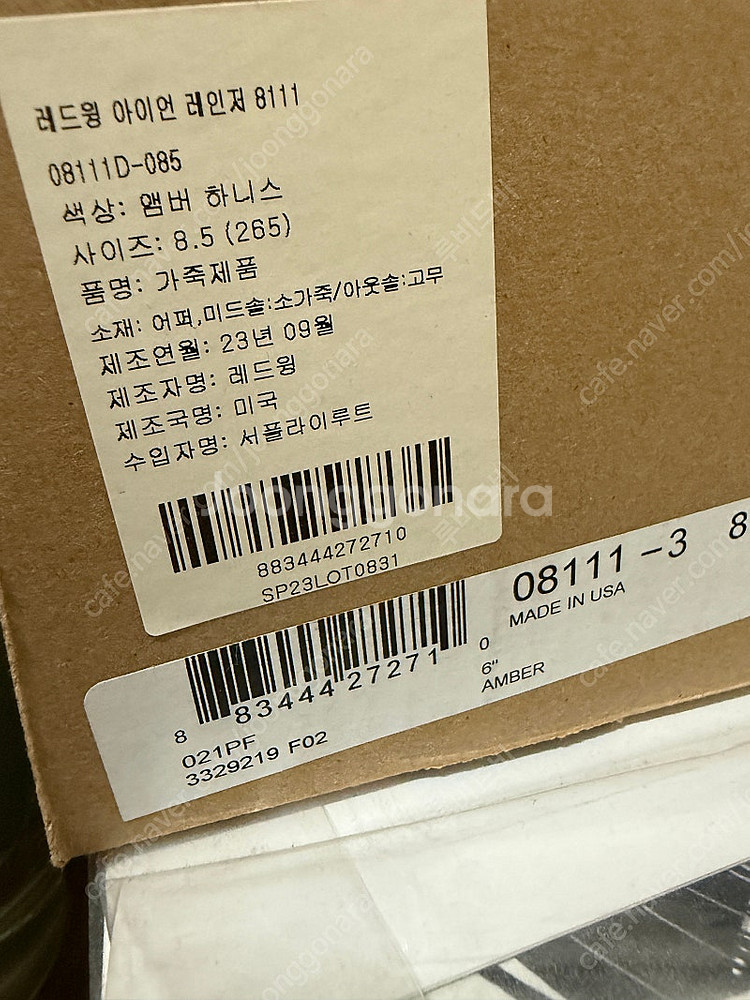 레드윙 아이언 레인저 8111
08111D-085
색상: 앰버 하니스
사이즈: 8.5 (265)
품명: 가죽제품
소재: 어퍼,미드솔:소가죽/아웃솔:고무
제조연월: 23년 09월
제조자명: 레드윙
제조국명: 미국
수입자명: 서플라이루트
883444272710
SP23LOT0831
joonggonara
08111 -3 8
MADE IN USA
8 83444 27271 0
6"
AMBER
021PF
3329219 F02
cafe.naver.com/joonggonara